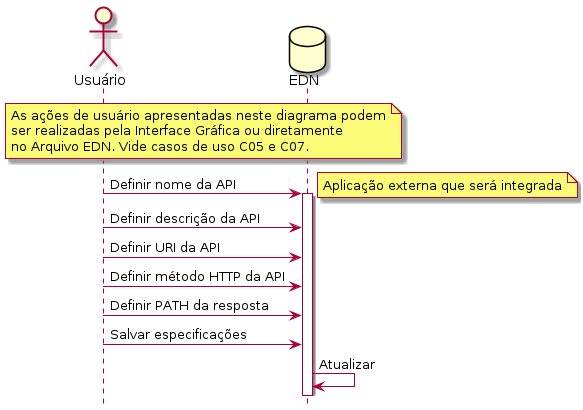 Usuário
EDN
As ações de usuário apresentadas neste diagrama podem
ser realizadas pela Interface Gráfica ou diretamente
no Arquivo EDN. Vide casos de uso C05 e C07.
Definir nome da API
Aplicação externa que será integrada
Definir descrição da API
Definir URI da API
Definir método HTTP da API
Definir PATH da resposta
Salvar especificações
Atualizar